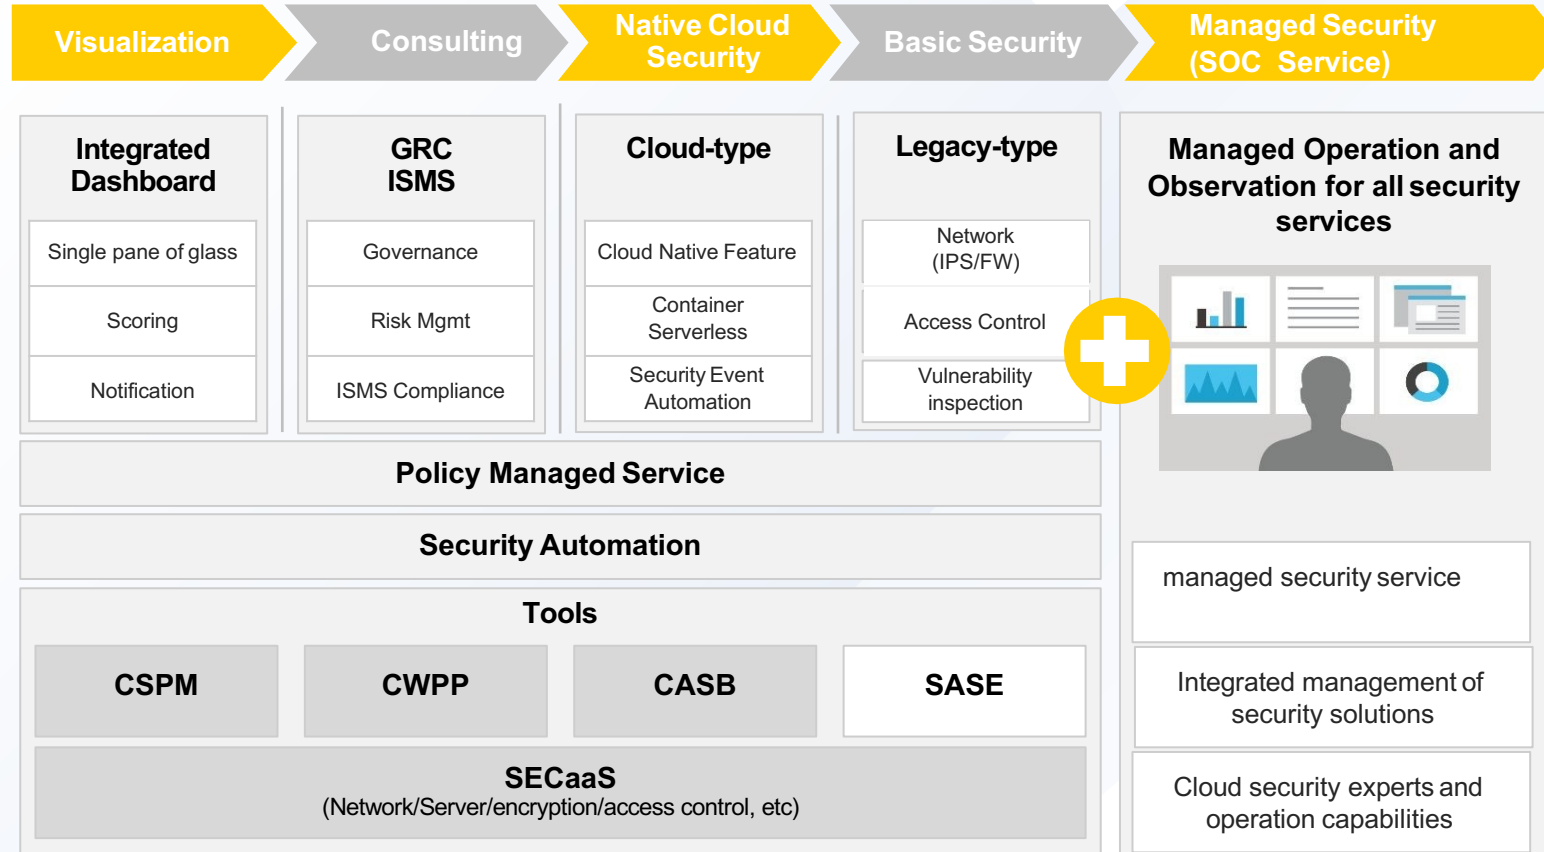 Visualization
Consulting
Native Cloud
Security
Basic Security
Managed Security
(SOC Service)
Integrated
Dashboard
Single pane of glass
Scoring
Notification
GRC
ISMS
Governance
Risk Mgmt
ISMS Compliance
Cloud-type
Cloud Native Feature
Container
Serverless
Security Event
Automation
Legacy-type
Network
(IPS/FW)
Access Control
Vulnerability
inspection
Managed Operation and
Observation for all security
services
Policy Managed Service
Security Automation
Tools
CSPM
CWPP
CASB
SASE
SECaaS
(Network/Server/encryption/access control, etc)
managed security service
Integrated management of
security solutions
Cloud security experts and
operation capabilities